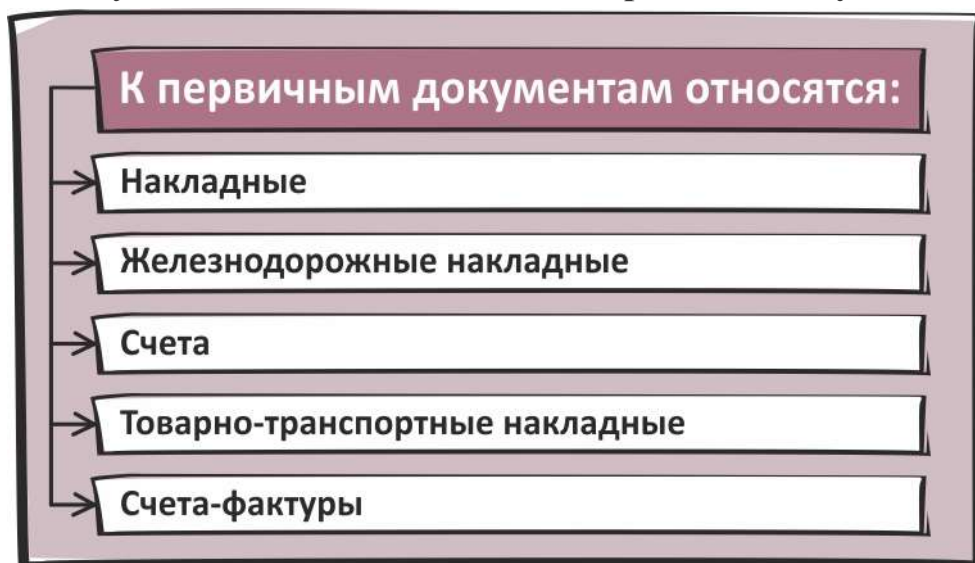 К первичным документам относятся:
Накладные
Железнодорожные накладные
Счета
Товарно-транспортные накладные
Счета-фактуры